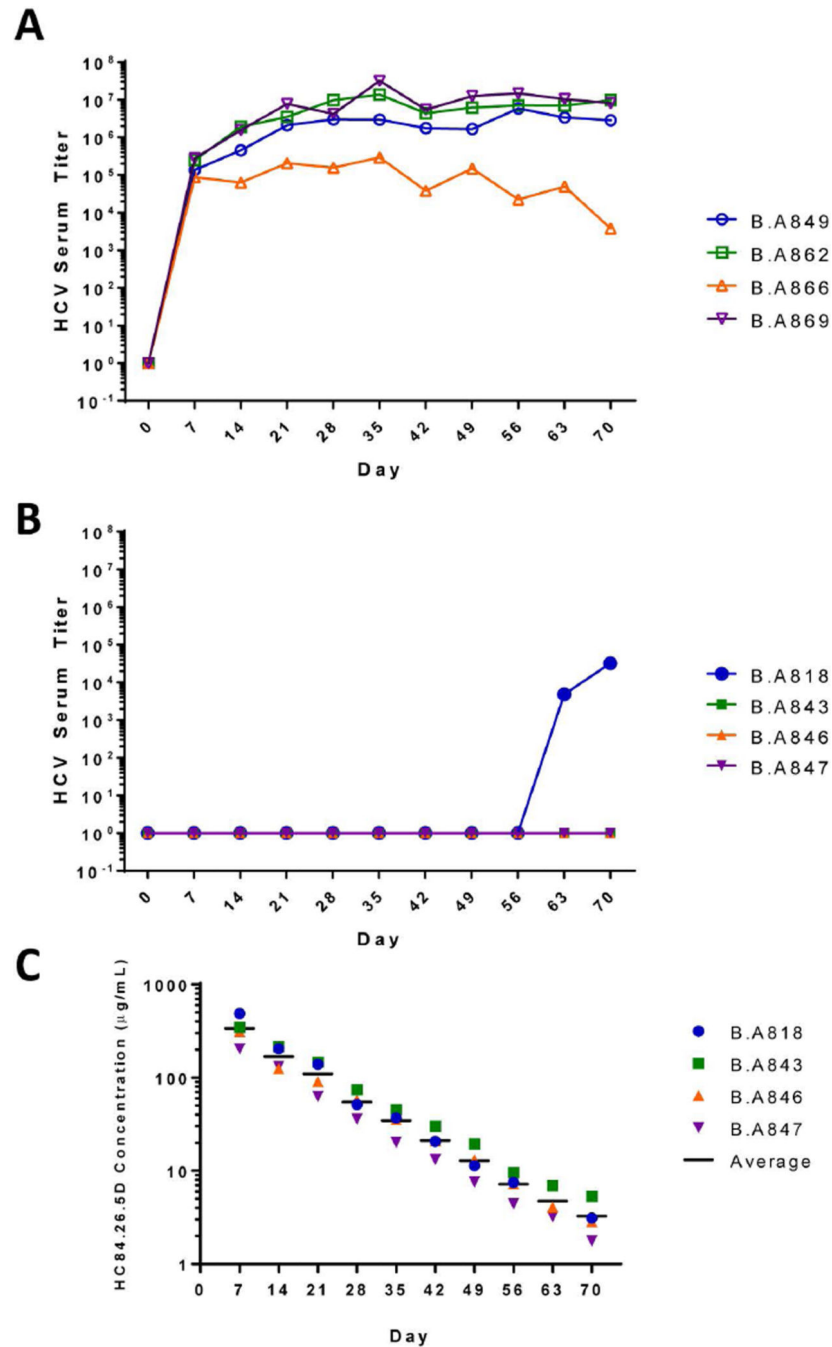 A
HCV Serum Titer
10^8
10^7
10^6
10^5
10^4
10^3
10^2
10^1
10^0
10^-1
0 7 14 21 28 35 42 49 56 63 70
Day
B.A849
B.A862
B.A866
B.A869
B
HCV Serum Titer
10^8
10^7
10^6
10^5
10^4
10^3
10^2
10^1
10^0
10^-1
0 7 14 21 28 35 42 49 56 63 70
Day
B.A818
B.A843
B.A846
B.A847
C
HC84.26.5D Concentration (μg/mL)
1000
100
10
1
0 7 14 21 28 35 42 49 56 63 70
Day
B.A818
B.A843
B.A846
B.A847
Average